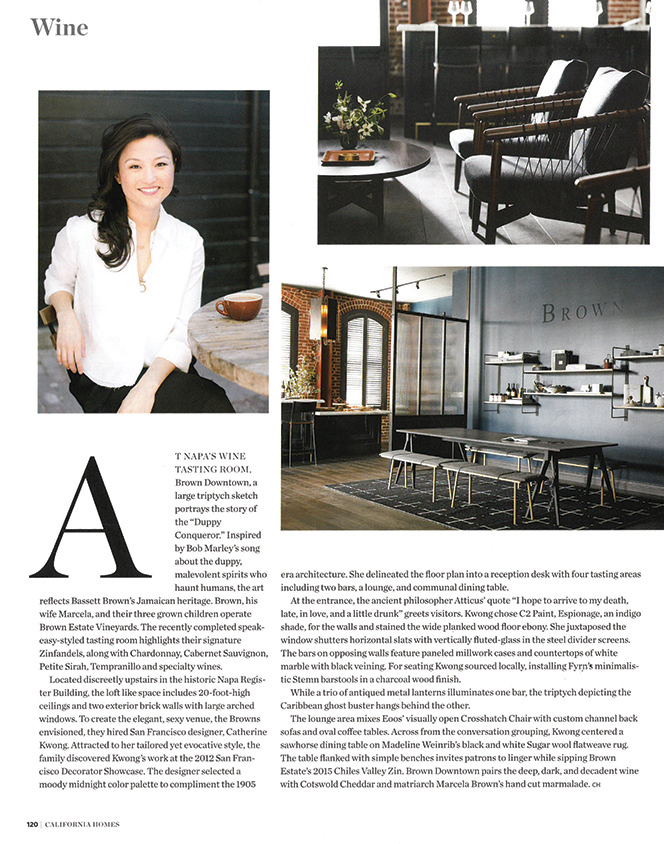 Wine
BROWN
AT NAPA'S WINE
TASTING ROOM,
Brown Downtown, a
large triptych sketch
portrays the story of
the "Duppy
Conqueror." Inspired
by Bob Marley's song
about the duppy,
malevolent spirits who
haunt humans, the art
reflects Bassett Brown's Jamaican heritage. Brown, his
wife Marcela, and their three grown children operate
Brown Estate Vineyards. The recently completed speak-
easy-styled tasting room highlights their signature
Zinfandels, along with Chardonnay, Cabernet Sauvignon,
Petite Sirah, Tempranillo and specialty wines.
Located discreetly upstairs in the historic Napa Regis-
ter Building, the loft like space includes 20-foot-high
ceilings and two exterior brick walls with large arched
windows. To create the elegant, sexy venue, the Browns
envisioned, they hired San Francisco designer, Catherine
Kwong. Attracted to her tailored yet evocative style, the
family discovered Kwong's work at the 2012 San Fran-
cisco Decorator Showcase. The designer selected a
moody midnight color palette to compliment the 1905
era architecture. She delineated the floor plan into a reception desk with four tasting areas
including two bars, a lounge, and communal dining table.
At the entrance, the ancient philosopher Atticus' quote "I hope to arrive to my death,
late, in love, and a little drunk" greets visitors. Kwong chose C2 Paint, Espionage, an indigo
shade, for the walls and stained the wide planked wood floor ebony. She juxtaposed the
window shutters horizontal slats with vertically fluted-glass in the steel divider screens.
The bars on opposing walls feature paneled millwork cases and countertops of white
marble with black veining. For seating Kwong sourced locally, installing Fyrn's minimalis-
tic Stemn barstools in a charcoal wood finish.
While a trio of antiqued metal lanterns illuminates one bar, the triptych depicting the
Caribbean ghost buster hangs behind the other.
The lounge area mixes Eoos' visually open Crosshatch Chair with custom channel back
sofas and oval coffee tables. Across from the conversation grouping, Kwong centered a
sawhorse dining table on Madeline Weinrib's black and white Sugar wool flatweave rug.
The table flanked with simple benches invites patrons to linger while sipping Brown
Estate's 2015 Chiles Valley Zin. Brown Downtown pairs the deep, dark, and decadent wine
with Cotswold Cheddar and matriarch Marcela Brown's hand cut marmalade. CH
120 | CALIFORNIA HOMES